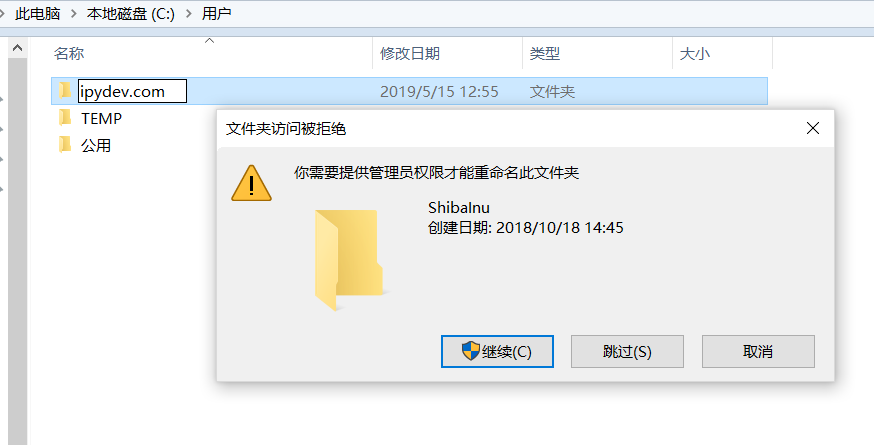 此电脑 > 本地磁盘 (C:) > 用户
名称 修改日期 类型 大小
ipydev.com 2019/5/15 12:55 文件夹
TEMP
公用
文件夹访问被拒绝
你需要提供管理员权限才能重命名此文件夹
ShibaInu
创建日期: 2018/10/18 14:45
继续(C) 跳过(S) 取消